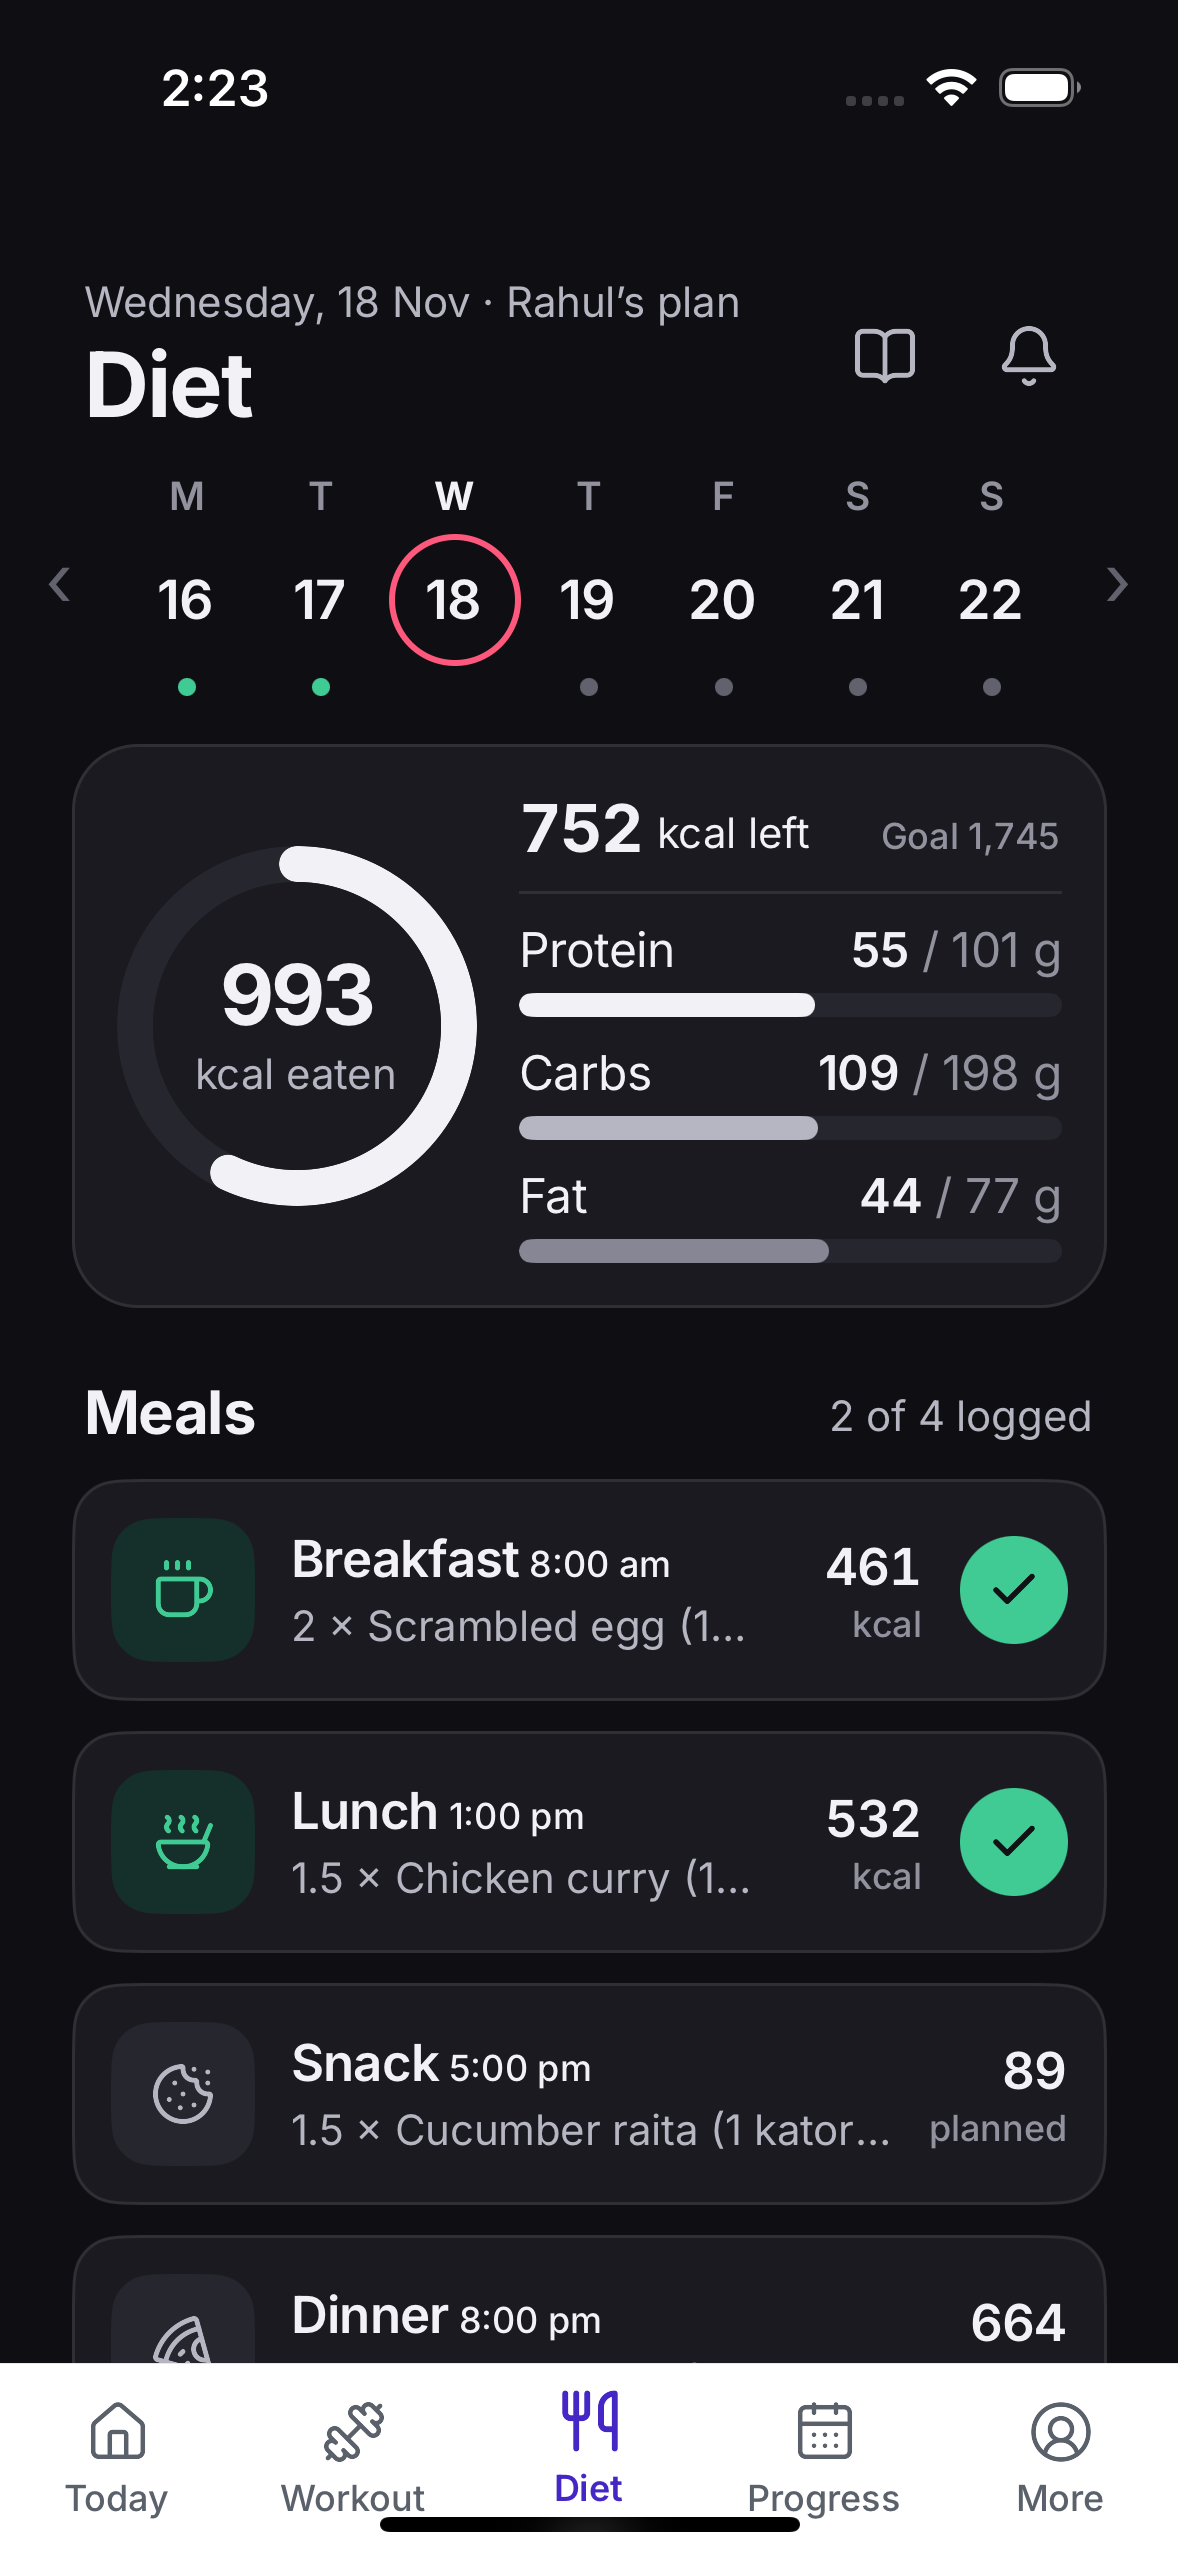 2:23
Wednesday, 18 Nov · Rahul’s plan
Diet
M T W T F S S
16 17 18 19 20 21 22
752 kcal left Goal 1,745
993
kcal eaten
Protein 55 / 101 g
Carbs 109 / 198 g
Fat 44 / 77 g
Meals 2 of 4 logged
Breakfast 8:00 am 461
2 × Scrambled egg (1... kcal
Lunch 1:00 pm 532
1.5 × Chicken curry (1... kcal
Snack 5:00 pm 89
1.5 × Cucumber raita (1 kator... planned
Dinner 8:00 pm 664
Today Workout Diet Progress More